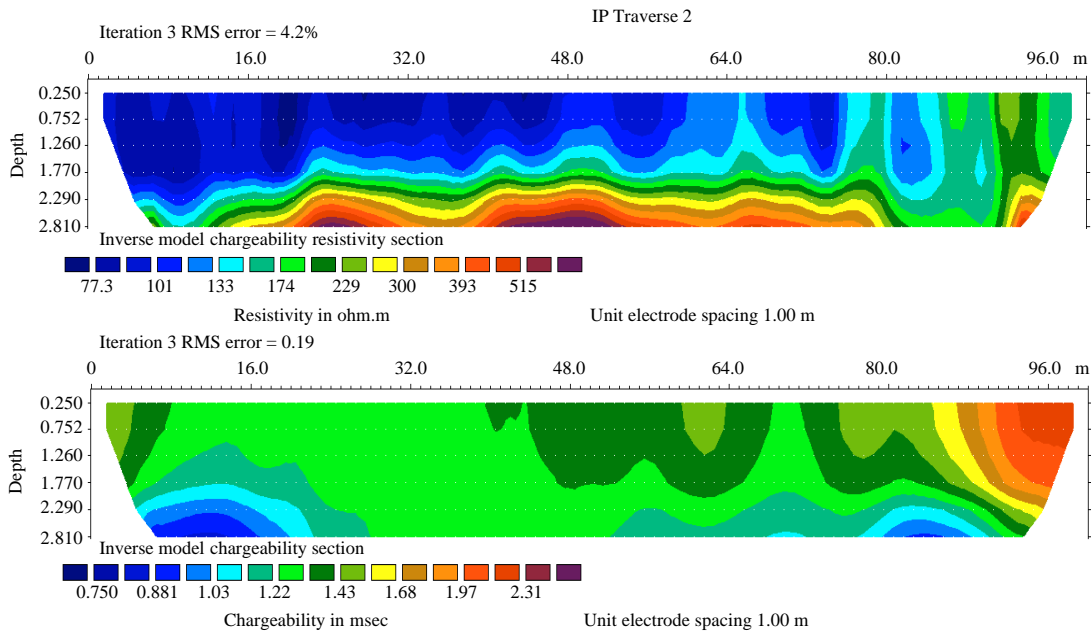 IP Traverse 2
Iteration 3 RMS error = 4.2%
0 16.0 32.0 48.0 64.0 80.0 96.0 m
Depth
0.250
0.752
1.260
1.770
2.290
2.810
Inverse model chargeability resistivity section
77.3 101 133 174 229 300 393 515
Resistivity in ohm.m Unit electrode spacing 1.00 m
Iteration 3 RMS error = 0.19
0 16.0 32.0 48.0 64.0 80.0 96.0 m
Depth
0.250
0.752
1.260
1.770
2.290
2.810
Inverse model chargeability section
0.750 0.881 1.03 1.22 1.43 1.68 1.97 2.31
Chargeability in msec Unit electrode spacing 1.00 m